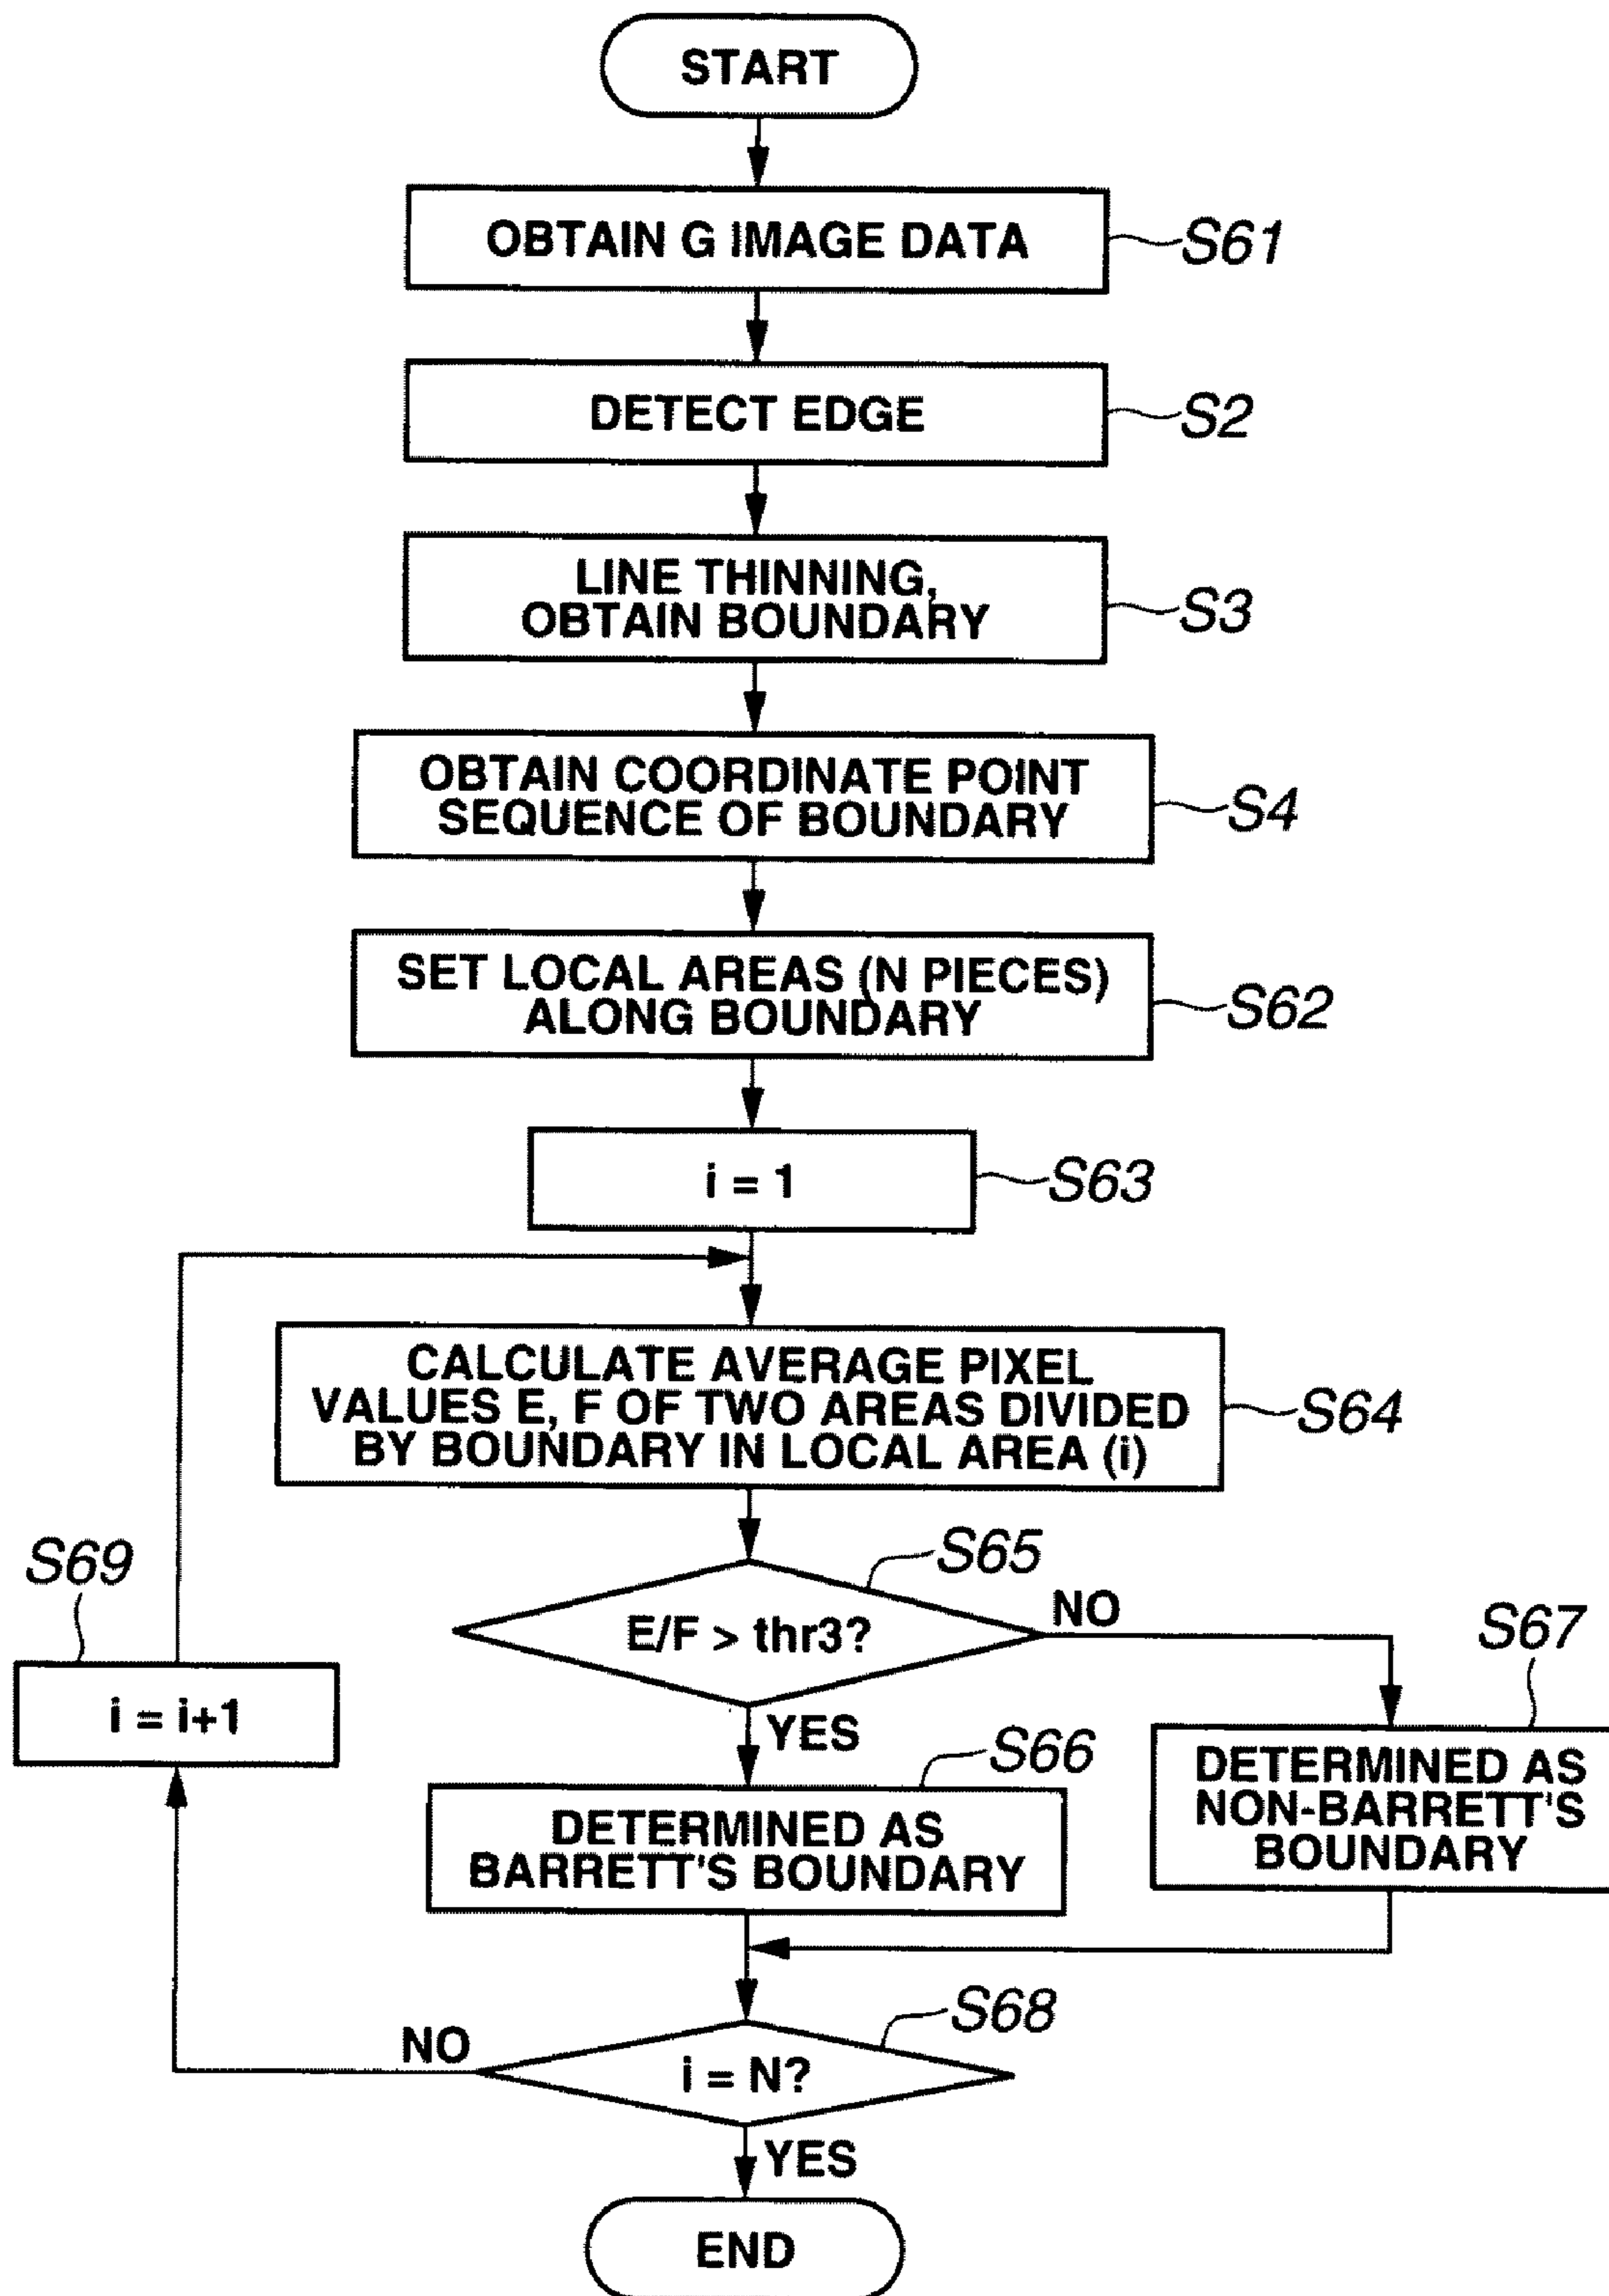 START
OBTAIN G IMAGE DATA
S61
DETECT EDGE
S2
LINE THINNING,
OBTAIN BOUNDARY
S3
OBTAIN COORDINATE POINT
SEQUENCE OF BOUNDARY
S4
SET LOCAL AREAS (N PIECES)
ALONG BOUNDARY
S62
i = 1
S63
CALCULATE AVERAGE PIXEL
VALUES E, F OF TWO AREAS DIVIDED
BY BOUNDARY IN LOCAL AREA (i)
S64
S65
E/F > thr3?
NO
YES
S69
i = i+1
S67
DETERMINED AS
NON-BARRETT'S
BOUNDARY
S66
DETERMINED AS
BARRETT'S BOUNDARY
S68
i = N?
NO
YES
END